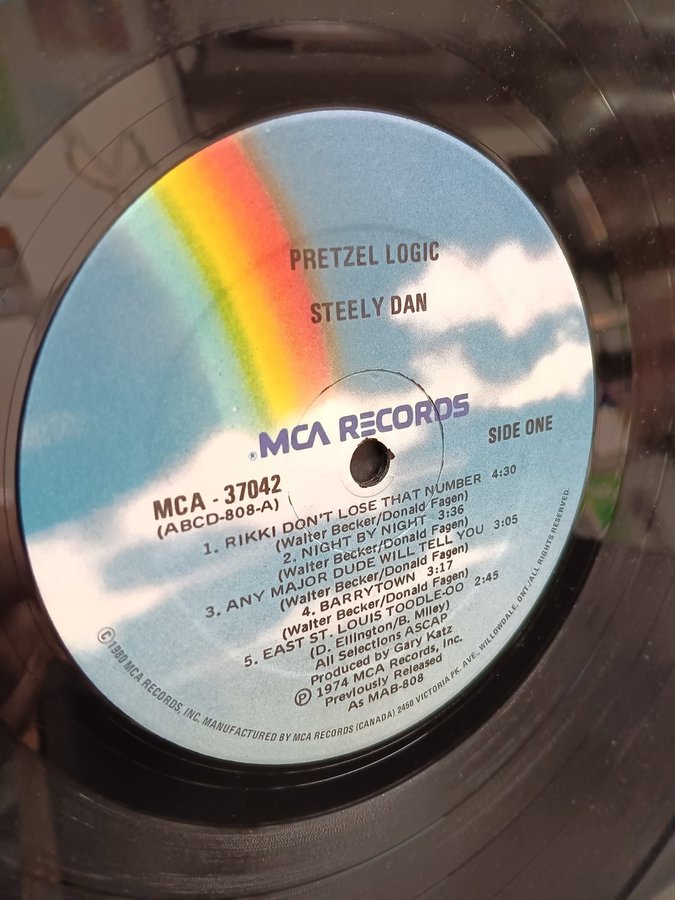 PRETZEL LOGIC
STEELY DAN
® MCA RECORDS
SIDE ONE
MCA - 37042
(ABCD-808-A)
1. RIKKI DON'T LOSE THAT NUMBER 4:30
(Walter Becker/Donald Fagen)
2. NIGHT BY NIGHT 3:36
(Walter Becker/Donald Fagen)
3. ANY MAJOR DUDE WILL TELL YOU 3:05
(Walter Becker/Donald Fagen)
4. BARRYTOWN 3:17
(Walter Becker/Donald Fagen)
5. EAST ST. LOUIS TOODLE-OO 2:45
(D. Ellington/B. Miley)
All Selections ASCAP
Produced by Gary Katz
℗ 1974 MCA Records, Inc.
Previously Released
As MAB-808
© 1980 MCA RECORDS, INC. MANUFACTURED BY MCA RECORDS (CANADA) 2450 VICTORIA PK. AVE., WILLOWDALE, ONT./ALL RIGHTS RESERVED.